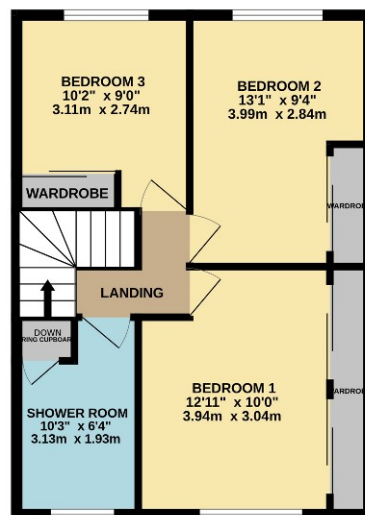 BEDROOM 3
10'2" x 9'0"
3.11m x 2.74m
BEDROOM 2
13'1" x 9'4"
3.99m x 2.84m
WARDROBE
LANDING
DOWN
SHOWER ROOM
10'3" x 6'4"
3.13m x 1.93m
BEDROOM 1
12'11" x 10'0"
3.94m x 3.04m